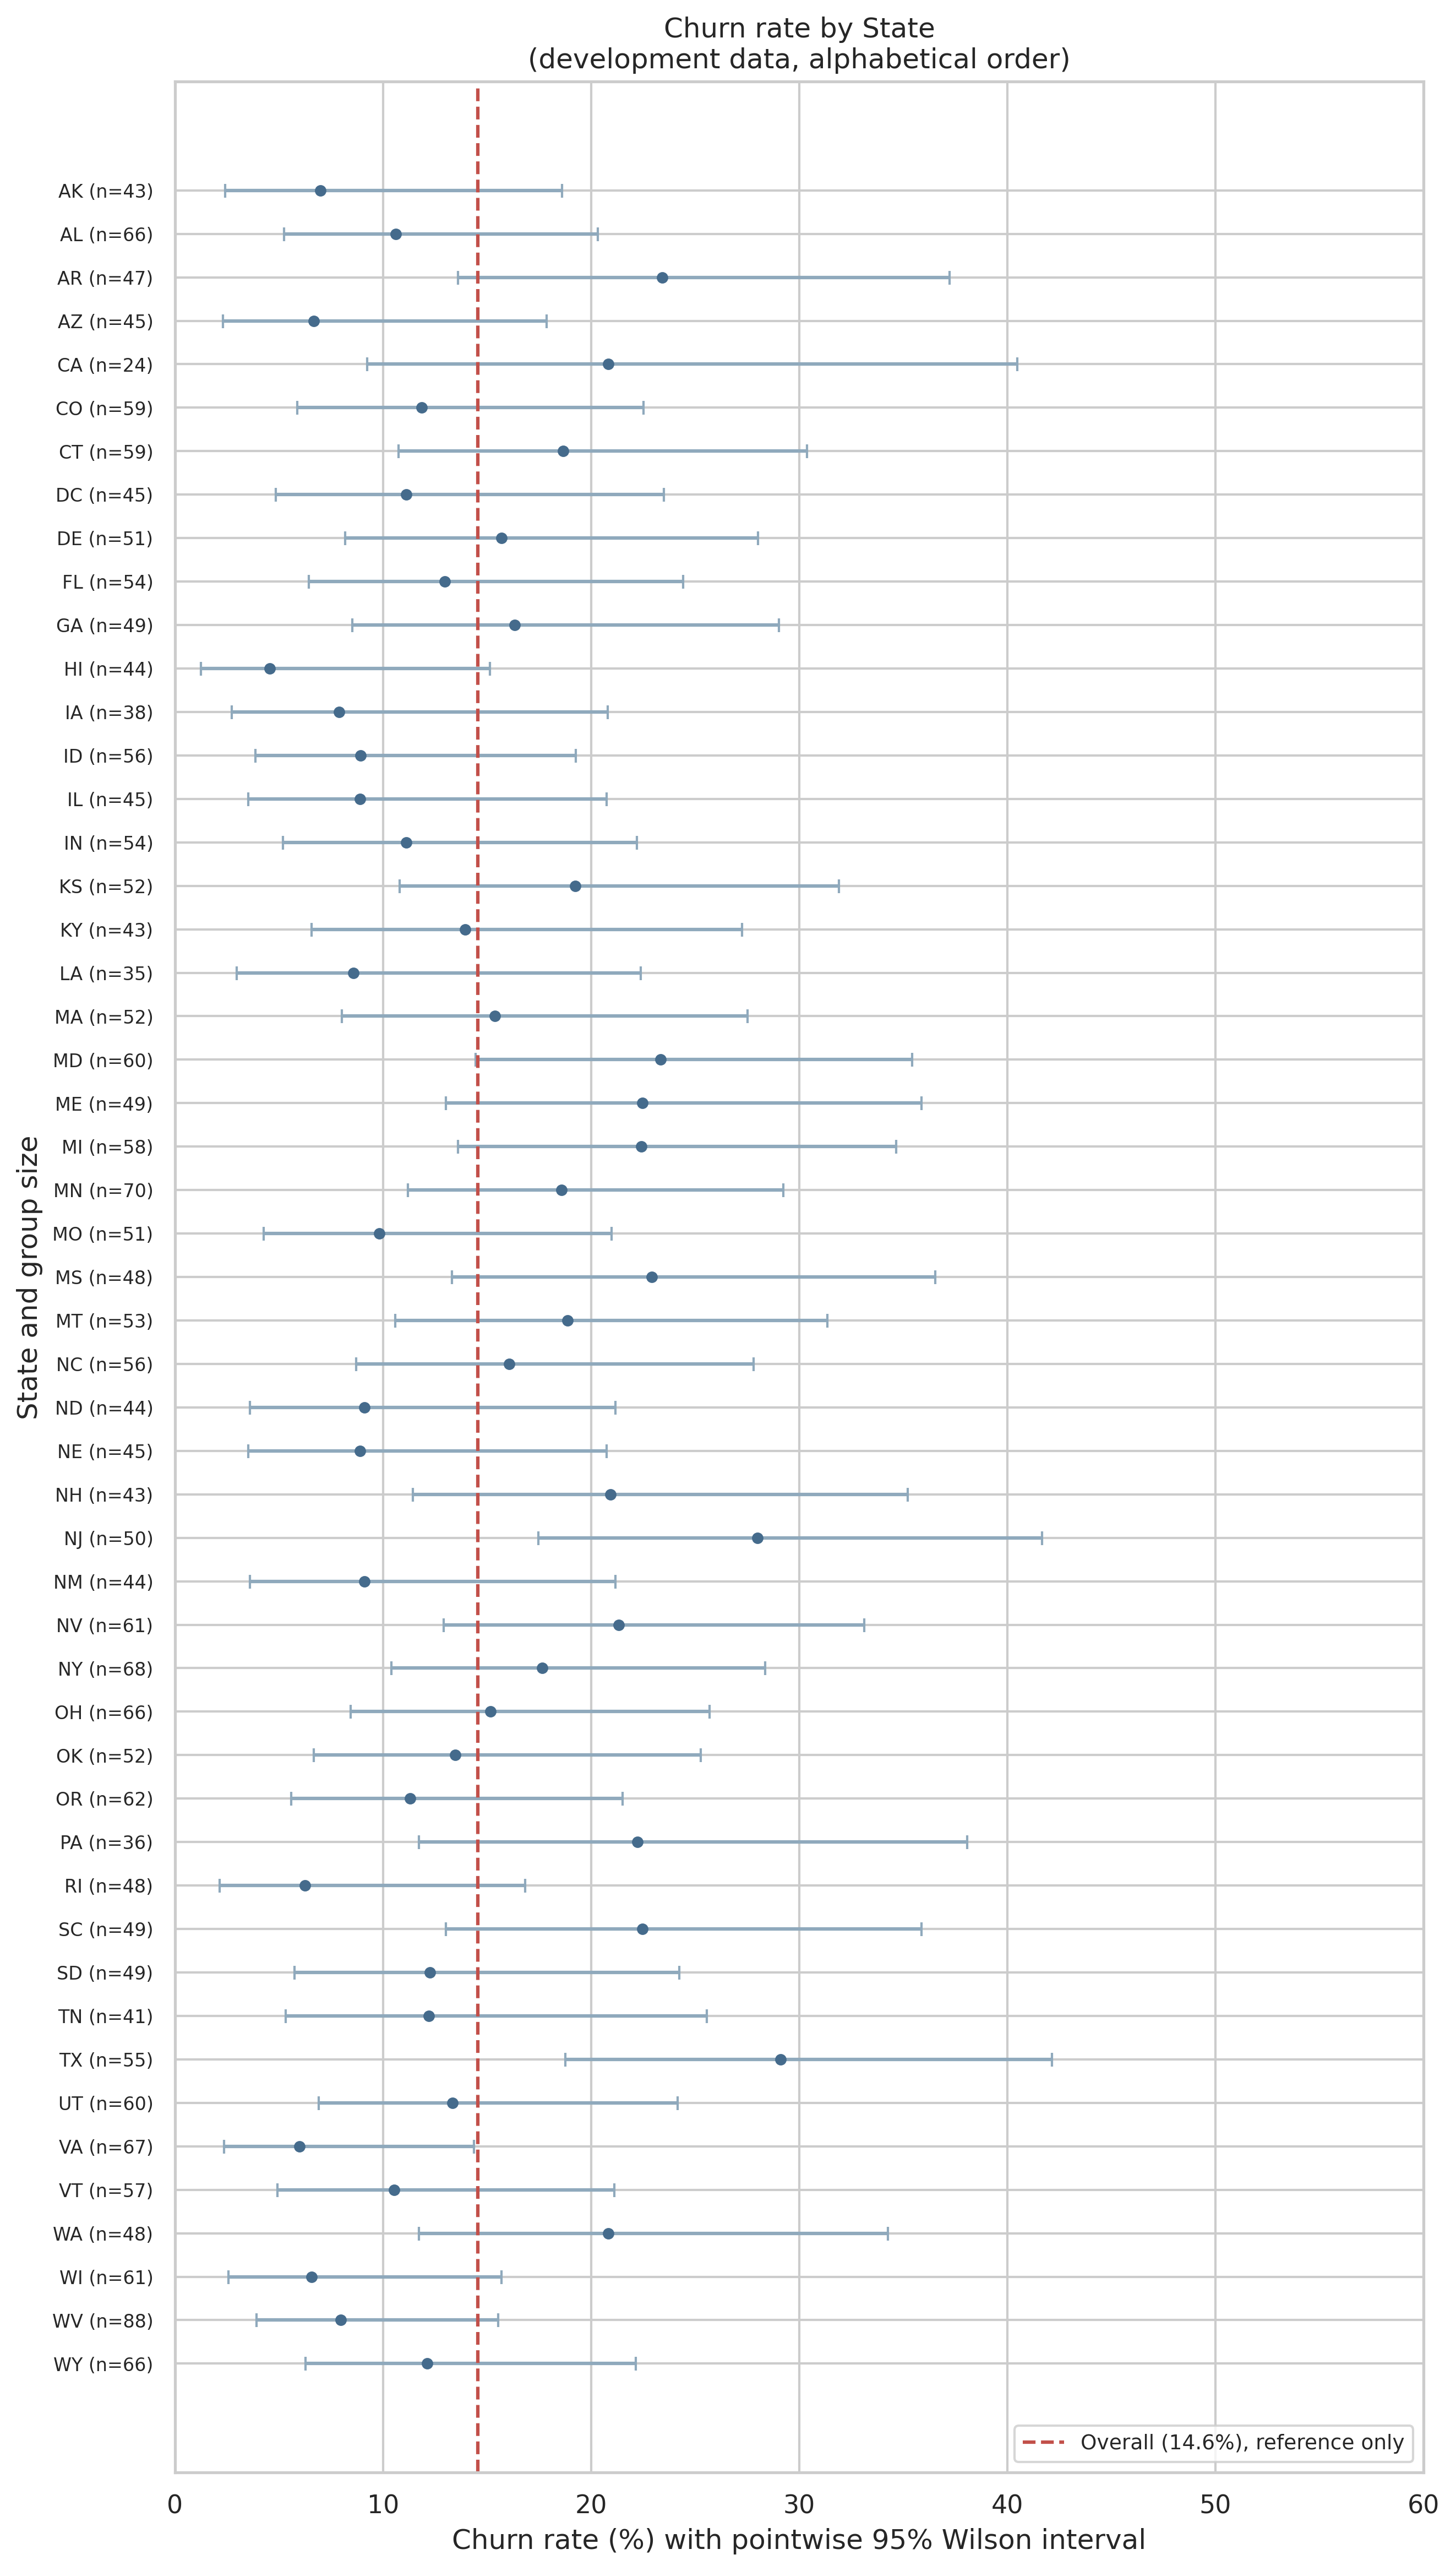 Churn rate by State
(development data, alphabetical order)
State and group size
AK (n=43)
AL (n=66)
AR (n=47)
AZ (n=45)
CA (n=24)
CO (n=59)
CT (n=59)
DC (n=45)
DE (n=51)
FL (n=54)
GA (n=49)
HI (n=44)
IA (n=38)
ID (n=56)
IL (n=45)
IN (n=54)
KS (n=52)
KY (n=43)
LA (n=35)
MA (n=52)
MD (n=60)
ME (n=49)
MI (n=58)
MN (n=70)
MO (n=51)
MS (n=48)
MT (n=53)
NC (n=56)
ND (n=44)
NE (n=45)
NH (n=43)
NJ (n=50)
NM (n=44)
NV (n=61)
NY (n=68)
OH (n=66)
OK (n=52)
OR (n=62)
PA (n=36)
RI (n=48)
SC (n=49)
SD (n=49)
TN (n=41)
TX (n=55)
UT (n=60)
VA (n=67)
VT (n=57)
WA (n=48)
WI (n=61)
WV (n=88)
WY (n=66)
Overall (14.6%), reference only
0 10 20 30 40 50 60
Churn rate (%) with pointwise 95% Wilson interval